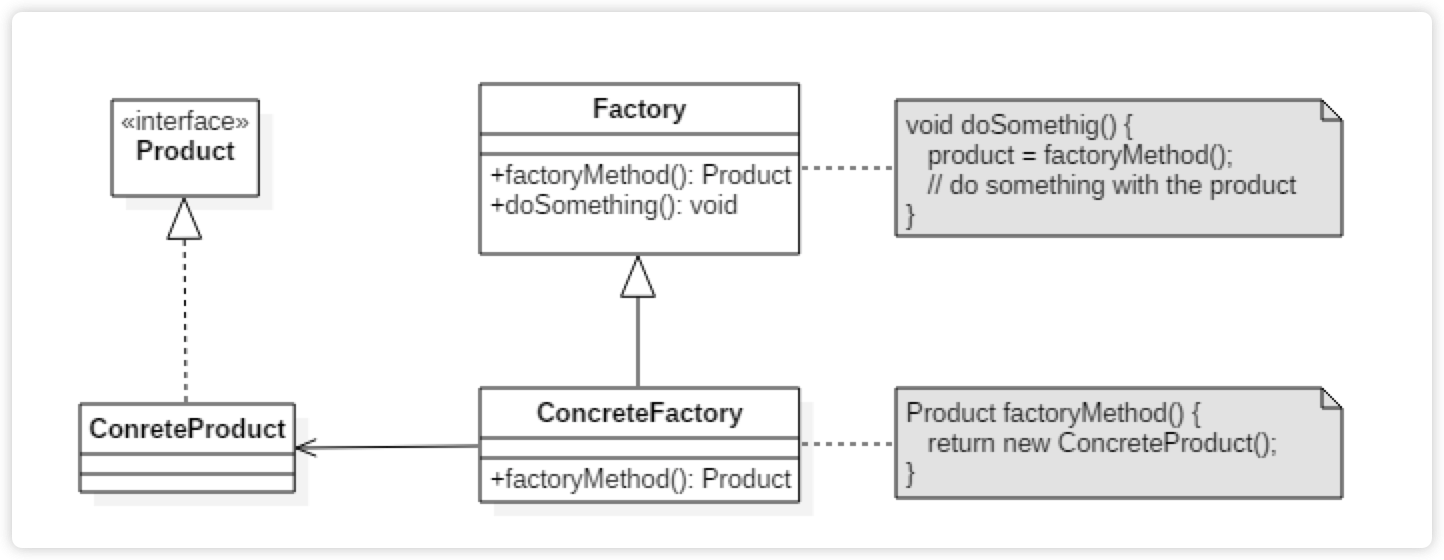 «interface»
Product
Factory
+factoryMethod(): Product
+doSomething(): void
void doSomethig() {
product = factoryMethod();
// do something with the product
}
ConreteProduct
ConcreteFactory
+factoryMethod(): Product
Product factoryMethod() {
return new ConcreteProduct();
}